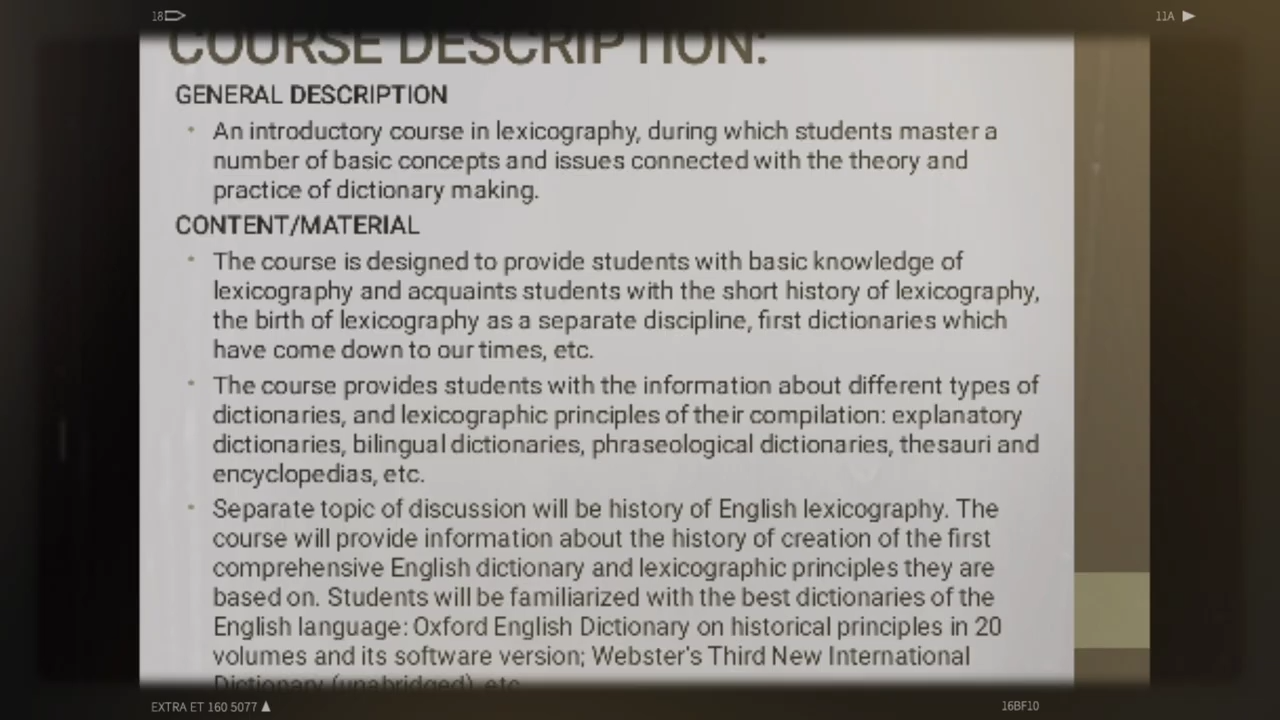 18
11A
COURSE DESCRIPTION:
GENERAL DESCRIPTION
• An introductory course in lexicography, during which students master a
number of basic concepts and issues connected with the theory and
practice of dictionary making.
CONTENT/MATERIAL
• The course is designed to provide students with basic knowledge of
lexicography and acquaints students with the short history of lexicography,
the birth of lexicography as a separate discipline, first dictionaries which
have come down to our times, etc.
• The course provides students with the information about different types of
dictionaries, and lexicographic principles of their compilation: explanatory
dictionaries, bilingual dictionaries, phraseological dictionaries, thesauri and
encyclopedias, etc.
• Separate topic of discussion will be history of English lexicography. The
course will provide information about the history of creation of the first
comprehensive English dictionary and lexicographic principles they are
based on. Students will be familiarized with the best dictionaries of the
English language: Oxford English Dictionary on historical principles in 20
volumes and its software version; Webster's Third New International
Dictionary (unabridged), etc.
EXTRA ET 160 5077
16BF10